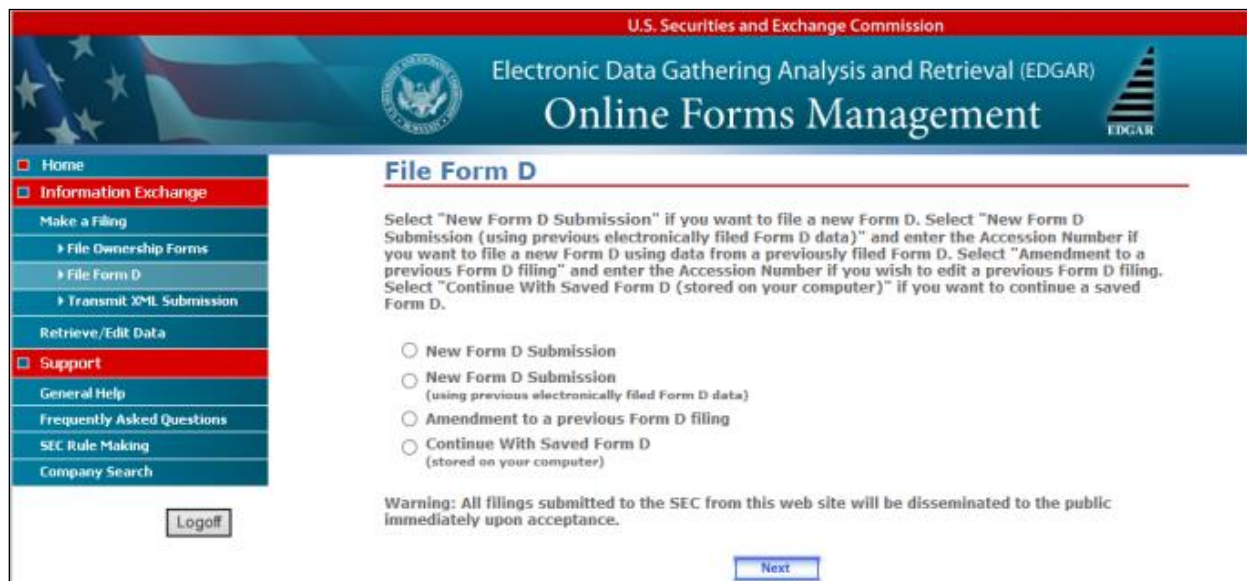 U.S. Securities and Exchange Commission
Electronic Data Gathering Analysis and Retrieval (EDGAR)
Online Forms Management
EDGAR
Home
Information Exchange
Make a Filing
File Ownership Forms
File Form D
Transmit XML Submission
Retrieve/Edit Data
Support
General Help
Frequently Asked Questions
SEC Rule Making
Company Search
Logoff
File Form D
Select "New Form D Submission" if you want to file a new Form D. Select "New Form D
Submission (using previous electronically filed Form D data)" and enter the Accession Number if
you want to file a new Form D using data from a previously filed Form D. Select "Amendment to a
previous Form D filing" and enter the Accession Number if you wish to edit a previous Form D filing.
Select "Continue With Saved Form D (stored on your computer)" if you want to continue a saved
Form D.
New Form D Submission
New Form D Submission
(using previous electronically filed Form D data)
Amendment to a previous Form D filing
Continue With Saved Form D
(stored on your computer)
Warning: All filings submitted to the SEC from this web site will be disseminated to the public
immediately upon acceptance.
Next